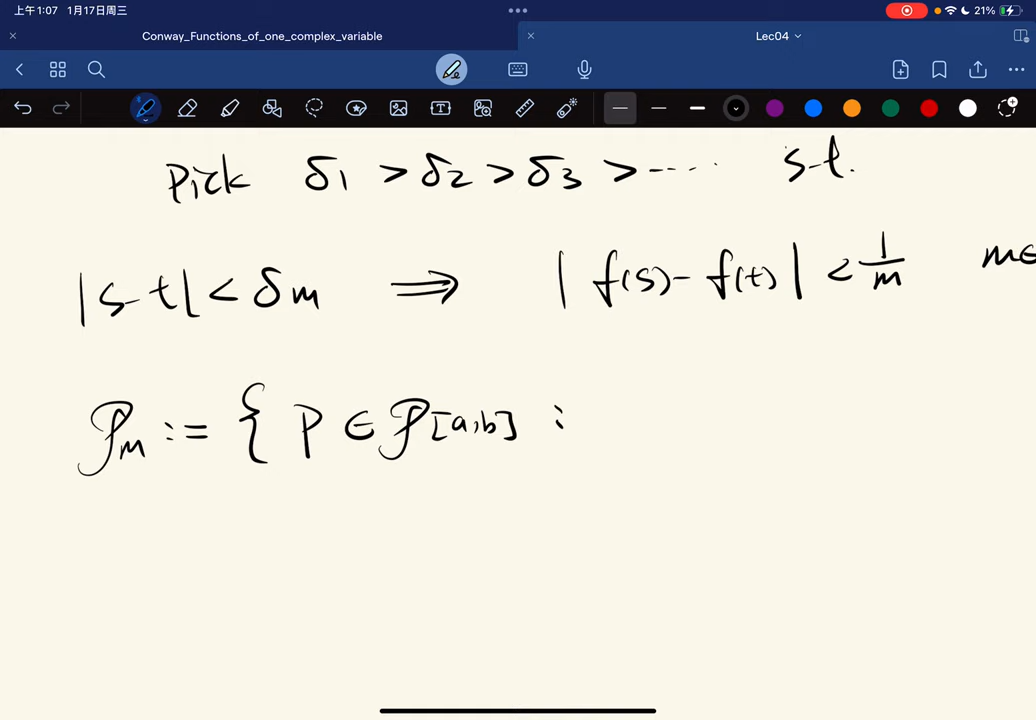 上午1:07 1月17日周三
21%
Conway_Functions_of_one_complex_variable
Lec04
Pick δ1 > δ2 > δ3 > ---- s-t.
|s-t| < δm ⟹ | f(s) - f(t) | < 1/m m∈
𝒫m := { P ∈ 𝒫[a,b] :